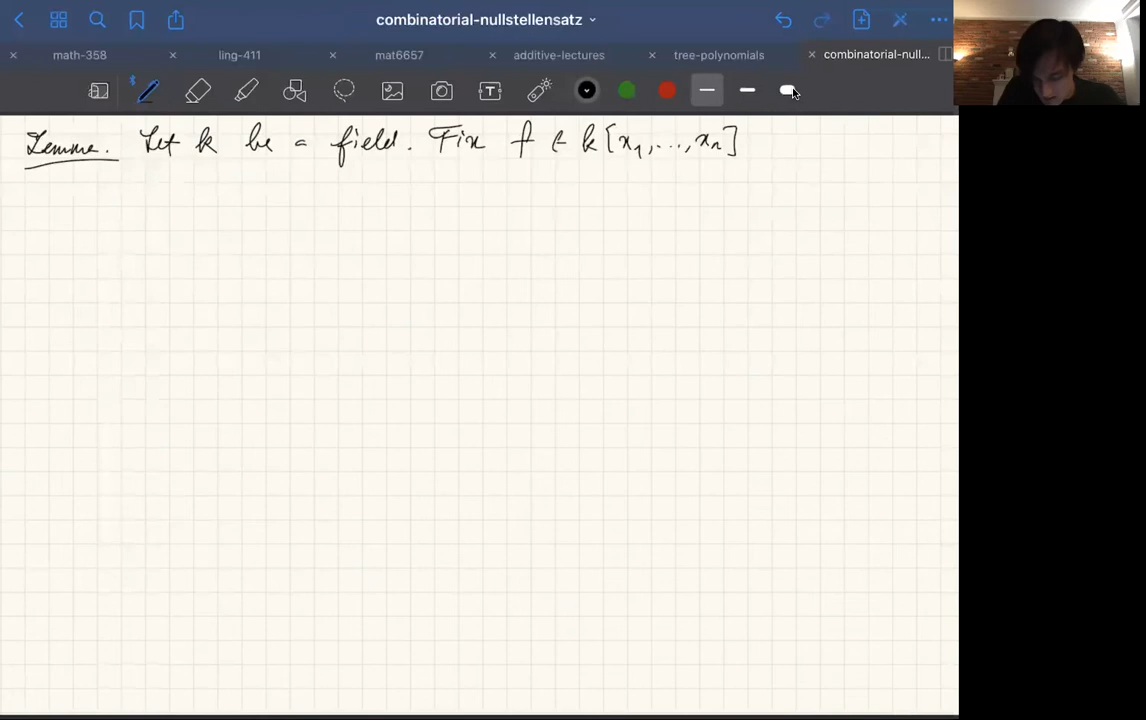 combinatorial-nullstellensatz
math-358
ling-411
mat6657
additive-lectures
tree-polynomials
combinatorial-null...
Lemma. Let k be a field. Fix f ∈ k[x₁,...,xₙ]